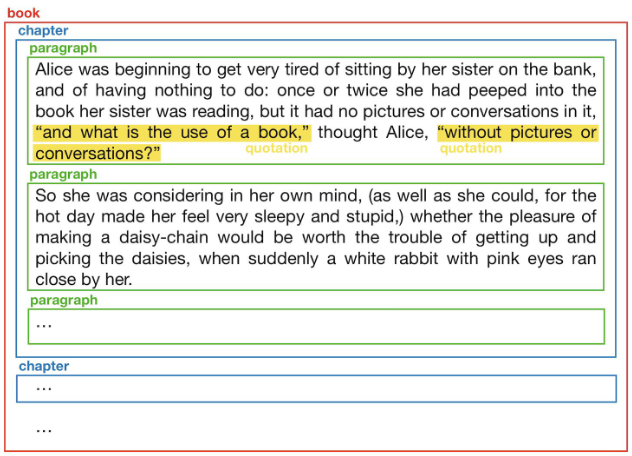 book
chapter
paragraph
Alice was beginning to get very tired of sitting by her sister on the bank,
and of having nothing to do: once or twice she had peeped into the
book her sister was reading, but it had no pictures or conversations in it,
“and what is the use of a book,” thought Alice, “without pictures or
conversations?”
quotation quotation
paragraph
So she was considering in her own mind, (as well as she could, for the
hot day made her feel very sleepy and stupid,) whether the pleasure of
making a daisy-chain would be worth the trouble of getting up and
picking the daisies, when suddenly a white rabbit with pink eyes ran
close by her.
paragraph
...
chapter
...
...